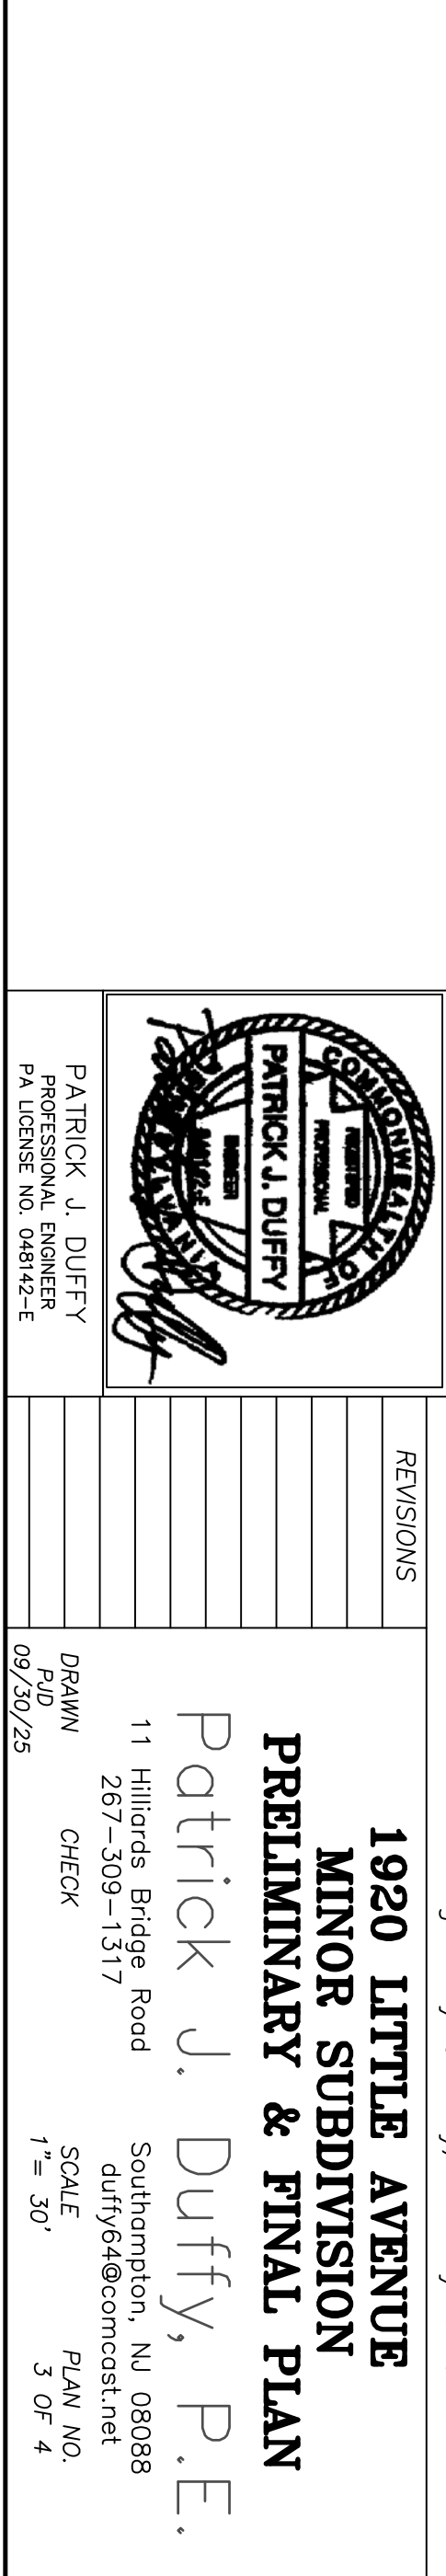 COMMONWEALTH OF
REGISTERED
PROFESSIONAL
PATRICK J. DUFFY
ENGINEER
PATRICK J. DUFFY
PROFESSIONAL ENGINEER
PA LICENSE NO. 048142-E
REVISIONS
1920 LITTLE AVENUE
MINOR SUBDIVISION
PRELIMINARY & FINAL PLAN
Patrick J. Duffy, P.E.
11 Hilliards Bridge Road Southampton, NJ 08088
267-309-1317 duffy64@comcast.net
DRAWN CHECK SCALE PLAN NO.
PJD 1"= 30' 3 OF 4
09/30/25